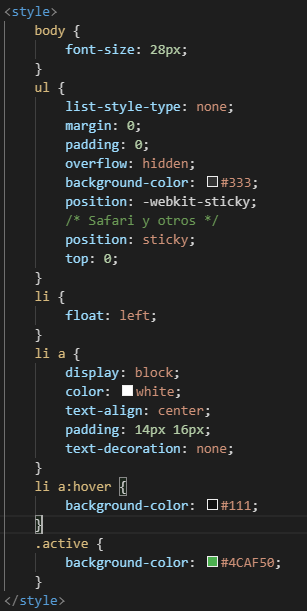 <style>
body {
font-size: 28px;
}
ul {
list-style-type: none;
margin: 0;
padding: 0;
overflow: hidden;
background-color: #333;
position: -webkit-sticky;
/* Safari y otros */
position: sticky;
top: 0;
}
li {
float: left;
}
li a {
display: block;
color: white;
text-align: center;
padding: 14px 16px;
text-decoration: none;
}
li a:hover {
background-color: #111;
}
.active {
background-color: #4CAF50;
}
</style>